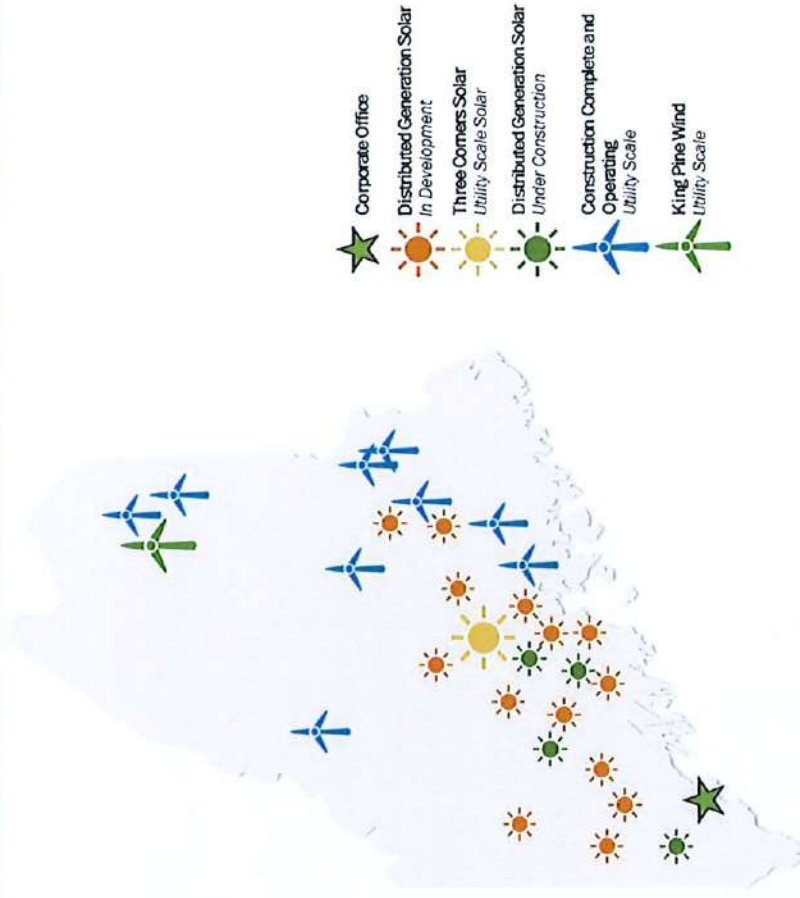 Corporate Office
Distributed Generation Solar
In Development
Three Corners Solar
Utility Scale Solar
Distributed Generation Solar
Under Construction
Construction Complete and
Operating
Utility Scale
King Pine Wind
Utility Scale